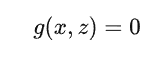 g(x, z) = 0